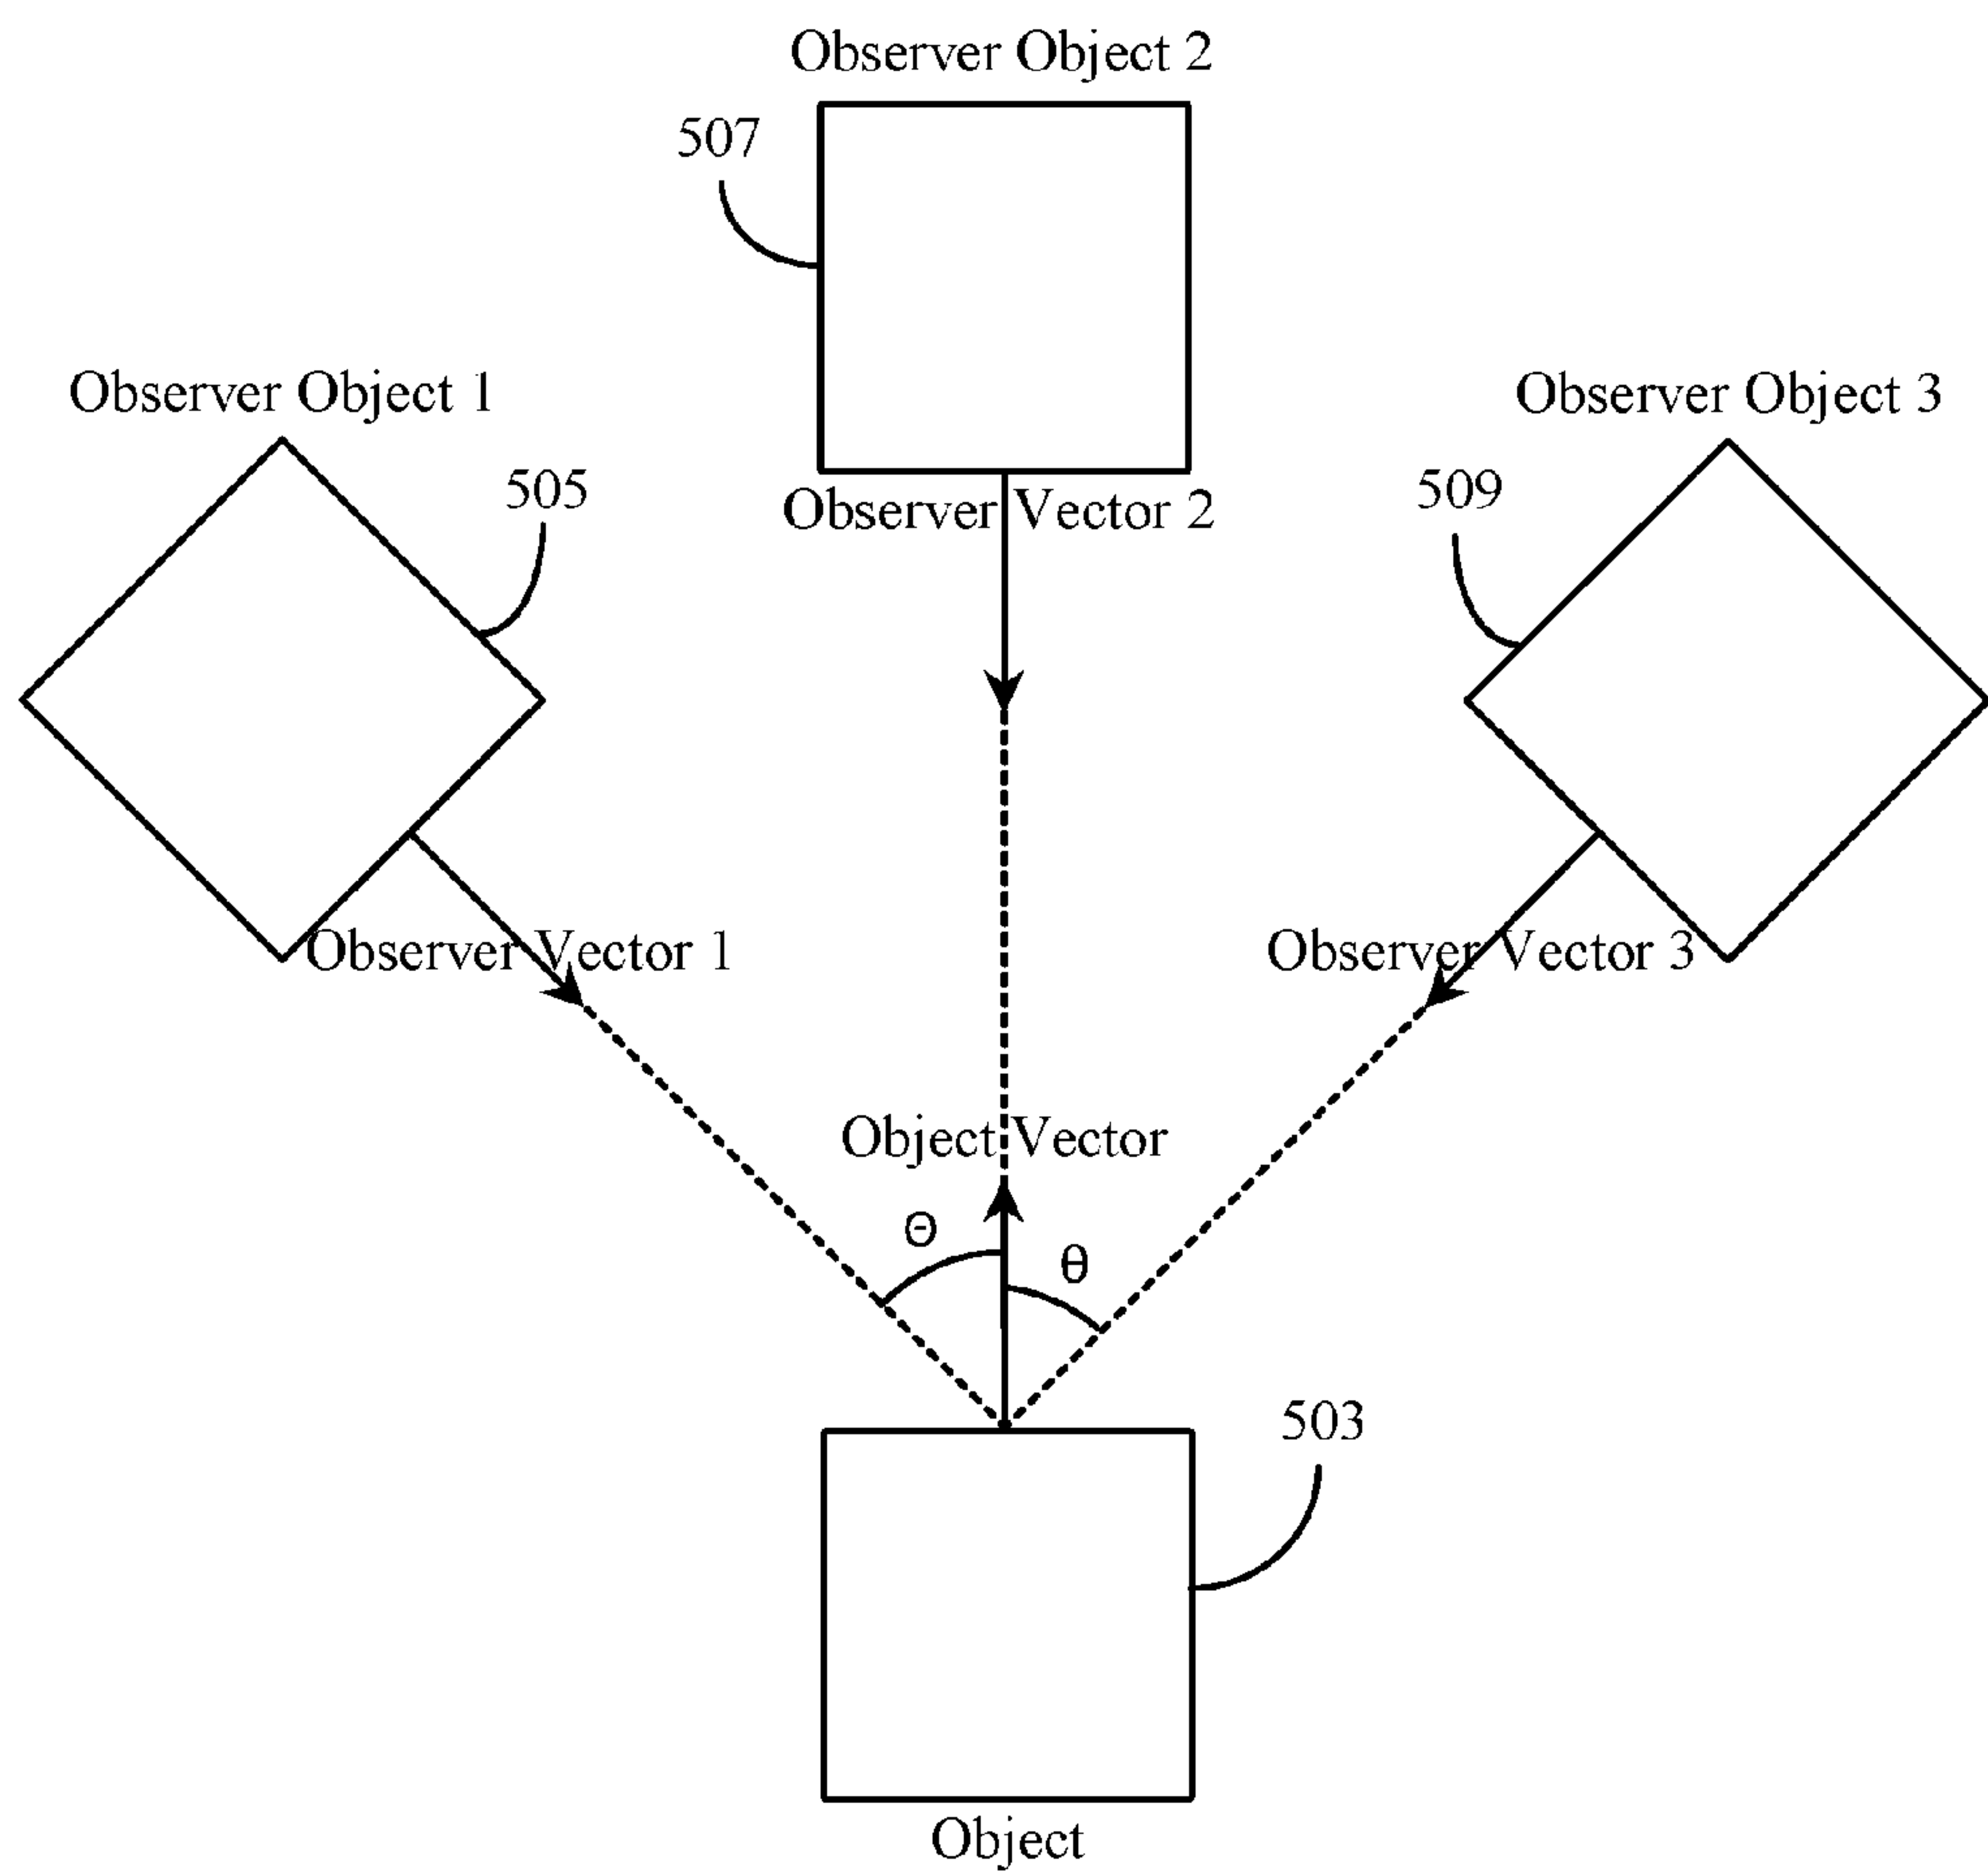 Observer Object 2
507
Observer Object 1
Observer Object 3
505
509
Observer Vector 2
Observer Vector 1
Observer Vector 3
Object Vector
Θ
θ
503
Object